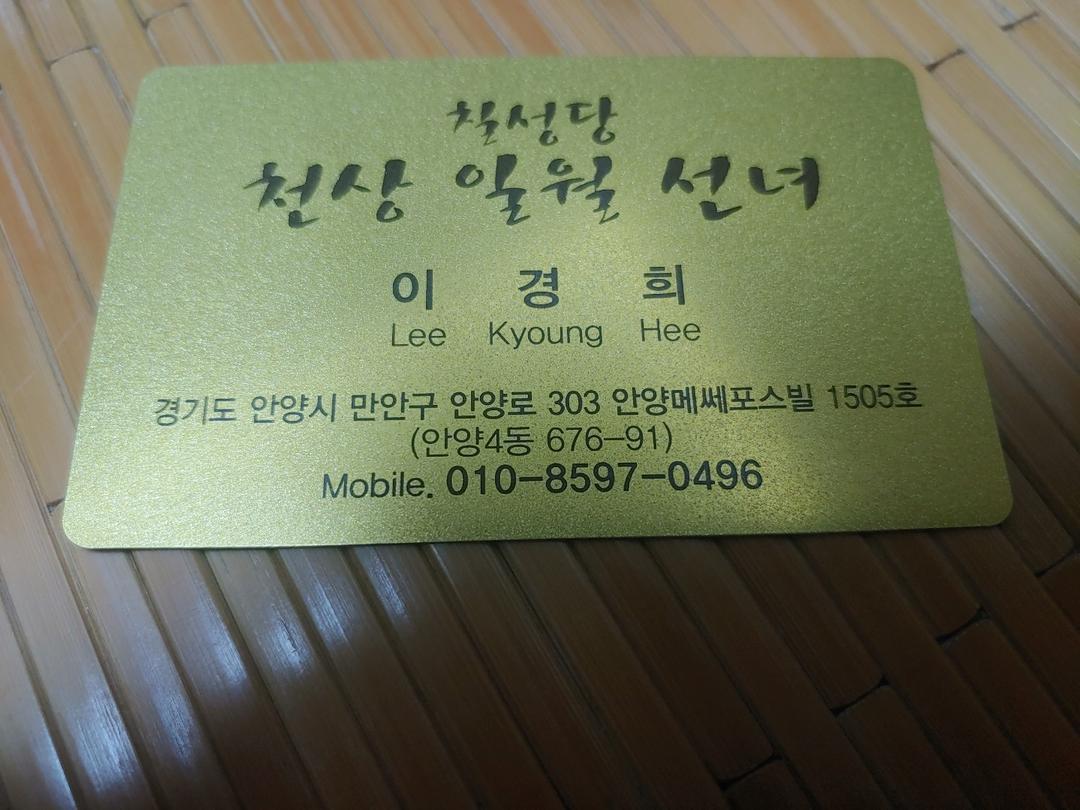 칠성당
천상 일월 선녀
이 경 희
Lee Kyoung Hee
경기도 안양시 만안구 안양로 303 안양메쎄포스빌 1505호
(안양4동 676-91)
Mobile. 010-8597-0496